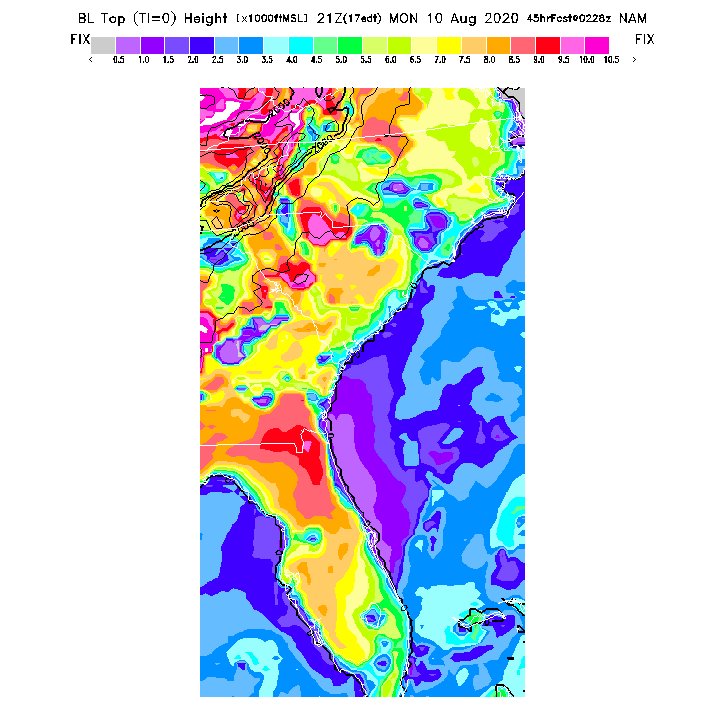 BL Top (TI=0) Height [x1000ftMSL] 21Z(17edt) MON 10 Aug 2020 45hrFcst@0228z NAM
FIX FIX
< 0.5 1.0 1.5 2.0 2.5 3.0 3.5 4.0 4.5 5.0 5.5 6.0 6.5 7.0 7.5 8.0 8.5 9.0 9.5 10.0 10.5 >
2000
2000